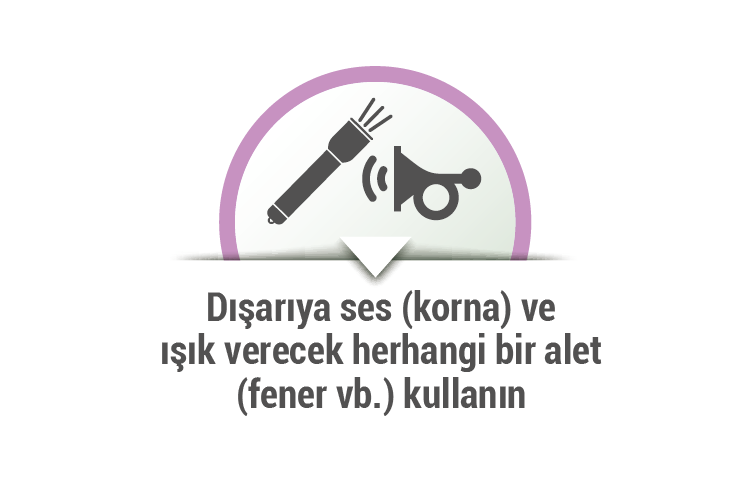 Dışarıya ses (korna) ve
ışık verecek herhangi bir alet
(fener vb.) kullanın